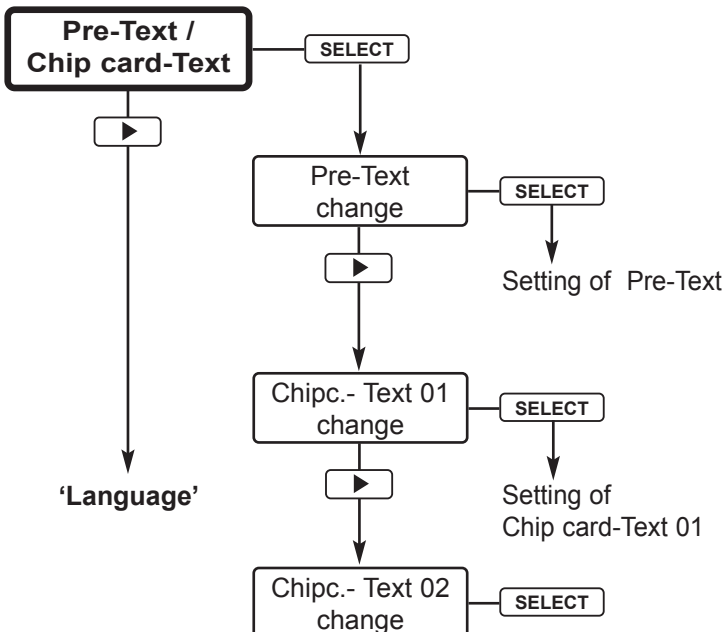 Pre-Text /
Chip card-Text
SELECT
Pre-Text
change
SELECT
Setting of Pre-Text
Chipc.- Text 01
change
SELECT
‘Language’
Setting of
Chip card-Text 01
Chipc.- Text 02
change
SELECT